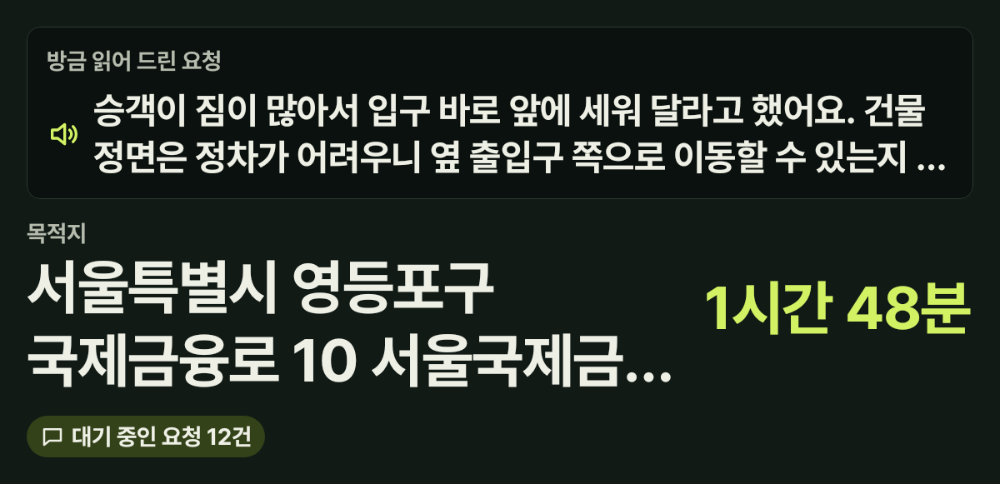 방금 읽어 드린 요청
승객이 짐이 많아서 입구 바로 앞에 세워 달라고 했어요. 건물
정면은 정차가 어려우니 옆 출입구 쪽으로 이동할 수 있는지 ...
목적지
서울특별시 영등포구
국제금융로 10 서울국제금...
1시간 48분
대기 중인 요청 12건